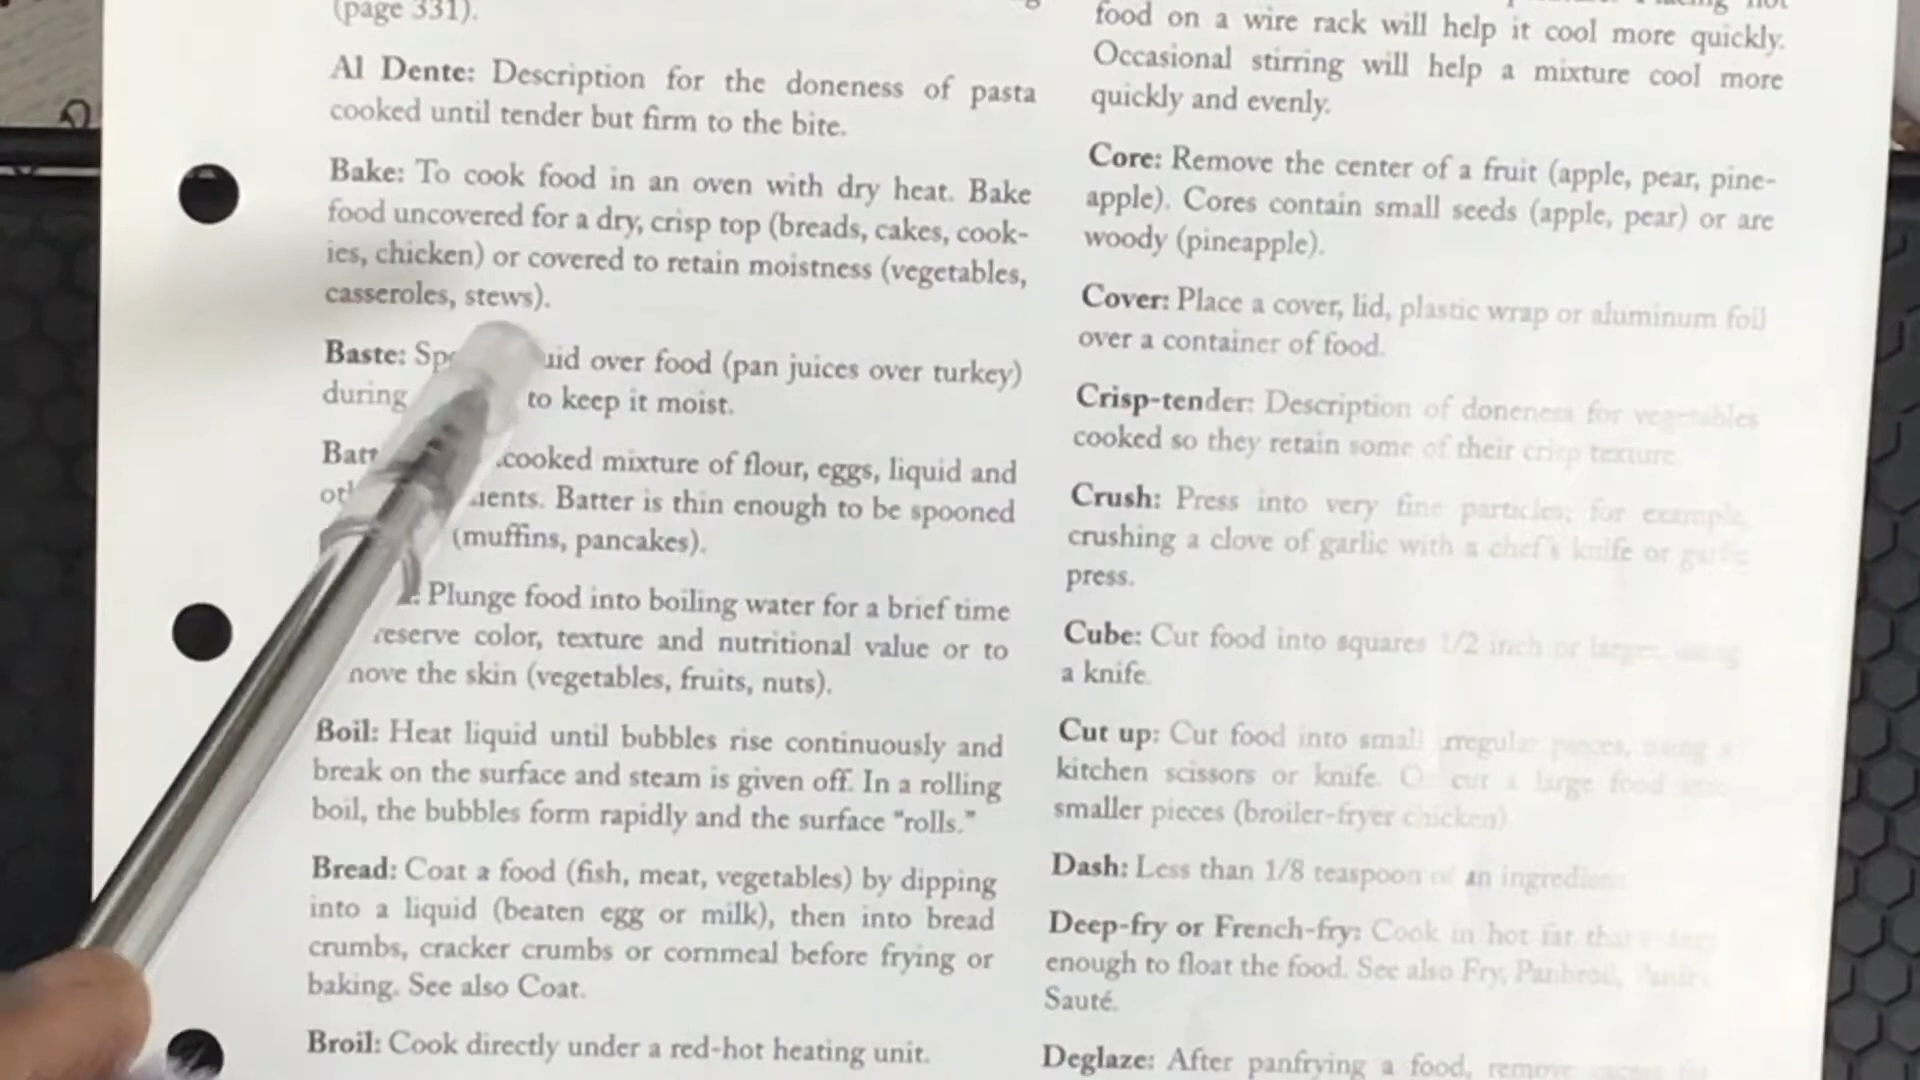 (page 331).
Al Dente: Description for the doneness of pasta
cooked until tender but firm to the bite.
Bake: To cook food in an oven with dry heat. Bake
food uncovered for a dry, crisp top (breads, cakes, cook-
ies, chicken) or covered to retain moistness (vegetables,
casseroles, stews).
Baste: over food (pan juices over turkey)
during to keep it moist.
cooked mixture of flour, eggs, liquid and
Batter is thin enough to be spooned
(muffins, pancakes).
Plunge food into boiling water for a brief time
color, texture and nutritional value or to
the skin (vegetables, fruits, nuts).
Boil: Heat liquid until bubbles rise continuously and
break on the surface and steam is given off. In a rolling
boil, the bubbles form rapidly and the surface "rolls."
Bread: Coat a food (fish, meat, vegetables) by dipping
into a liquid (beaten egg or milk), then into bread
crumbs, cracker crumbs or cornmeal before frying or
baking. See also Coat.
Broil: Cook directly under a red-hot heating unit.
food on a wire rack will help it cool more quickly.
Occasional stirring will help a mixture cool more
quickly and evenly.
Core: Remove the center of a fruit (apple, pear, pine-
apple). Cores contain small seeds (apple, pear) or are
woody (pineapple).
Cover: Place a cover, lid, plastic wrap or aluminum foil
over a container of food.
Crisp-tender: Description of doneness for vegetables
cooked so they retain some of their crisp texture.
Crush: Press into very fine particles; for example,
crushing a clove of garlic with a chef's knife or garlic
press.
Cube: Cut food into squares 1/2 inch or larger, using
a knife.
Cut up: Cut food into small irregular pieces, using
kitchen scissors or knife. Or cut a large food
smaller pieces (broiler-fryer chicken)
Dash: Less than 1/8 teaspoon of an ingredient.
Deep-fry or French-fry: Cook in hot fat that's deep
enough to float the food. See also Fry, Panbroil,
Sauté.
Deglaze: After panfrying a food, remove